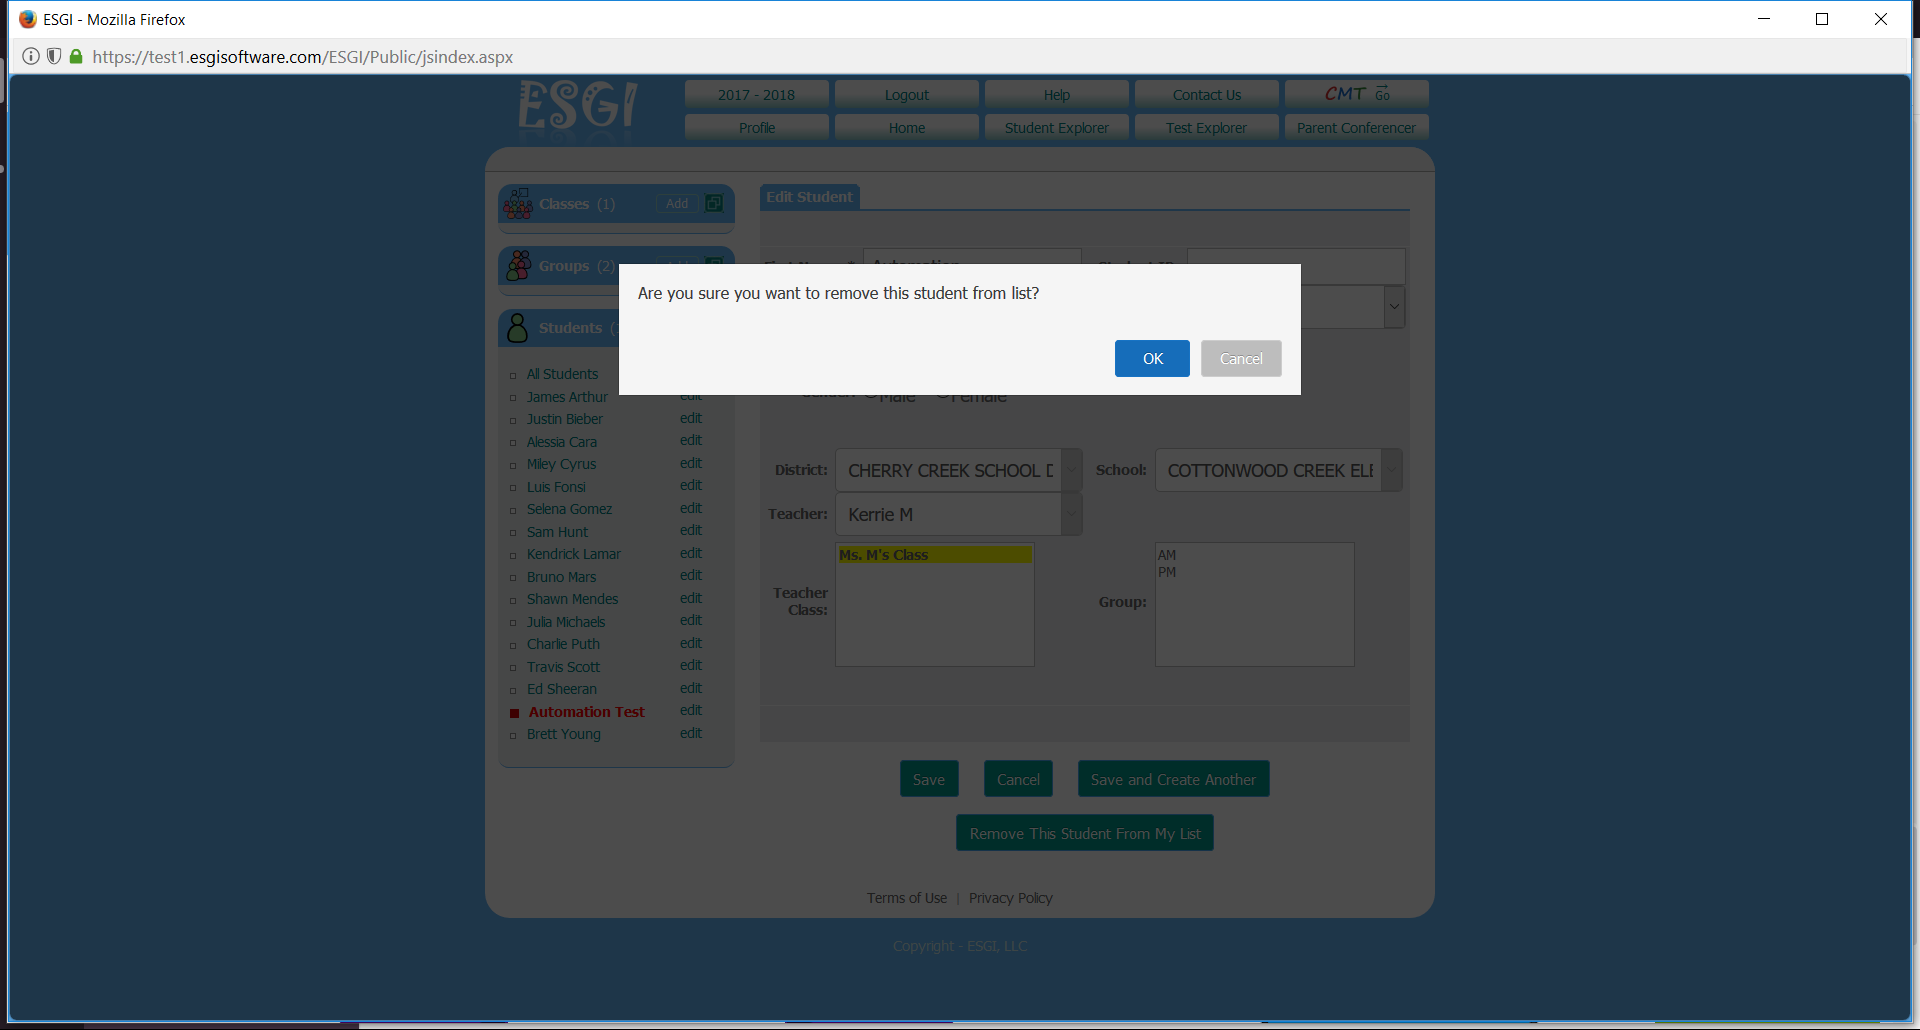 ESGI - Mozilla Firefox
https://test1.esgisoftware.com/ESGI/Public/jsindex.aspx
ESGI
2017 - 2018
Logout
Help
Contact Us
CMT Go
Profile
Home
Student Explorer
Test Explorer
Parent Conferencer
Classes (1)
Add
Edit Student
Groups (2)
Automation
Are you sure you want to remove this student from list?
OK
Cancel
Students
All Students
James Arthur edit
Justin Bieber edit
Alessia Cara edit
Miley Cyrus edit
Luis Fonsi edit
Selena Gomez edit
Sam Hunt edit
Kendrick Lamar edit
Bruno Mars edit
Shawn Mendes edit
Julia Michaels edit
Charlie Puth edit
Travis Scott edit
Ed Sheeran edit
Automation Test edit
Brett Young edit
Male Female
District: CHERRY CREEK SCHOOL D
School: COTTONWOOD CREEK ELE
Teacher: Kerrie M
Teacher Class:
Ms. M's Class
Group:
AM
PM
Save
Cancel
Save and Create Another
Remove This Student From My List
Terms of Use | Privacy Policy
Copyright - ESGI, LLC